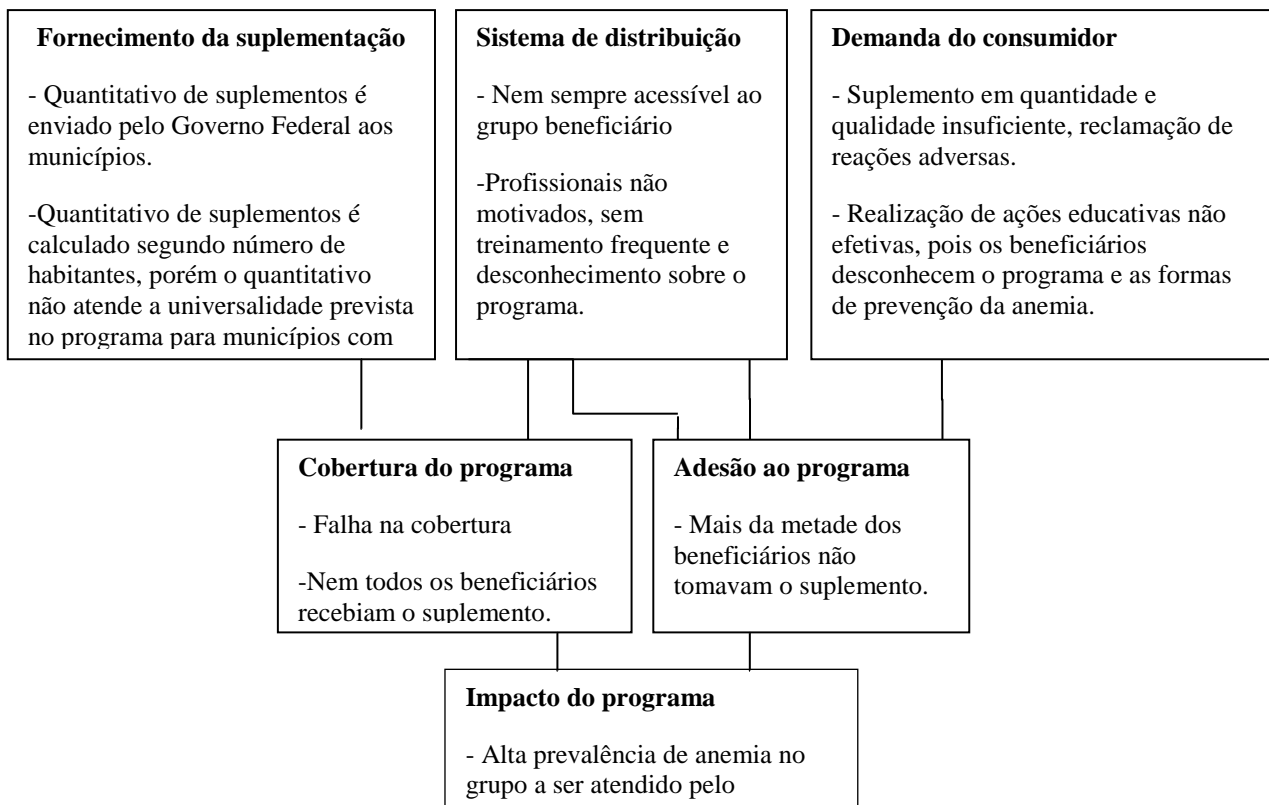 Fornecimento da suplementação
- Quantitativo de suplementos é
enviado pelo Governo Federal aos
municípios.
-Quantitativo de suplementos é
calculado segundo número de
habitantes, porém o quantitativo
não atende a universalidade prevista
no programa para municípios com
Sistema de distribuição
- Nem sempre acessível ao
grupo beneficiário
-Profissionais não
motivados, sem
treinamento frequente e
desconhecimento sobre o
programa.
Demanda do consumidor
- Suplemento em quantidade e
qualidade insuficiente, reclamação de
reações adversas.
- Realização de ações educativas não
efetivas, pois os beneficiários
desconhecem o programa e as formas
de prevenção da anemia.
Cobertura do programa
- Falha na cobertura
-Nem todos os beneficiários
recebiam o suplemento.
Adesão ao programa
- Mais da metade dos
beneficiários não
tomavam o suplemento.
Impacto do programa
- Alta prevalência de anemia no
grupo a ser atendido pelo